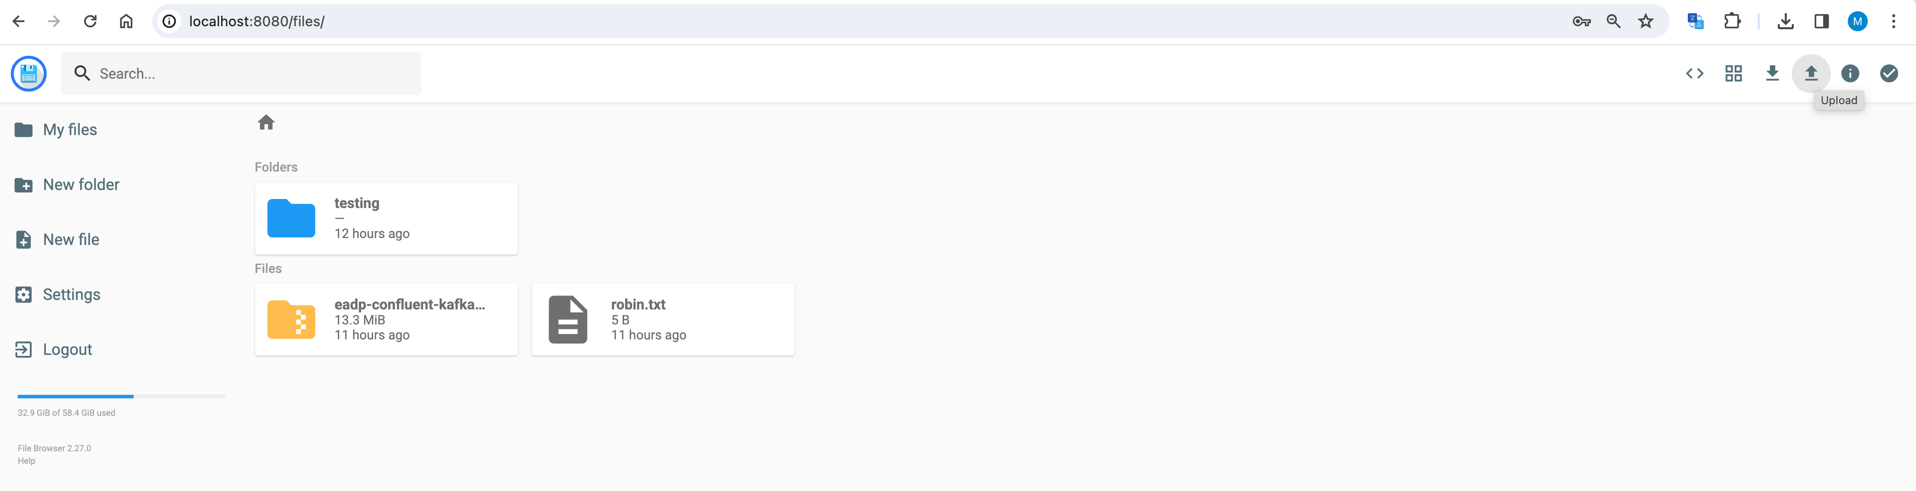 localhost:8080/files/
M
Search...
Upload
My files
New folder
New file
Settings
Logout
32.9 GiB of 58.4 GiB used
File Browser 2.27.0
Help
Folders
testing
—
12 hours ago
Files
eadp-confluent-kafka...
13.3 MiB
11 hours ago
robin.txt
5 B
11 hours ago